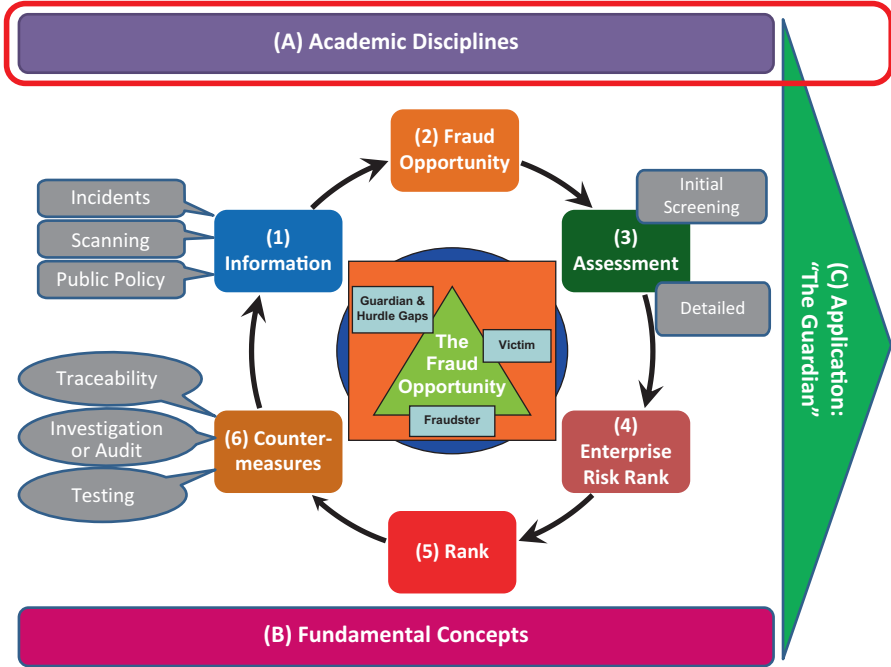 (A) Academic Disciplines
(2) Fraud
Opportunity
Incidents
Scanning
Public Policy
(1)
Information
Initial
Screening
(3)
Assessment
Detailed
Guardian &
Hurdle Gaps
Victim
The
Fraud
Opportunity
Fraudster
(C) Application:
“The Guardian”
Traceability
Investigation
or Audit
Testing
(6) Counter-
measures
(4)
Enterprise
Risk Rank
(5) Rank
(B) Fundamental Concepts